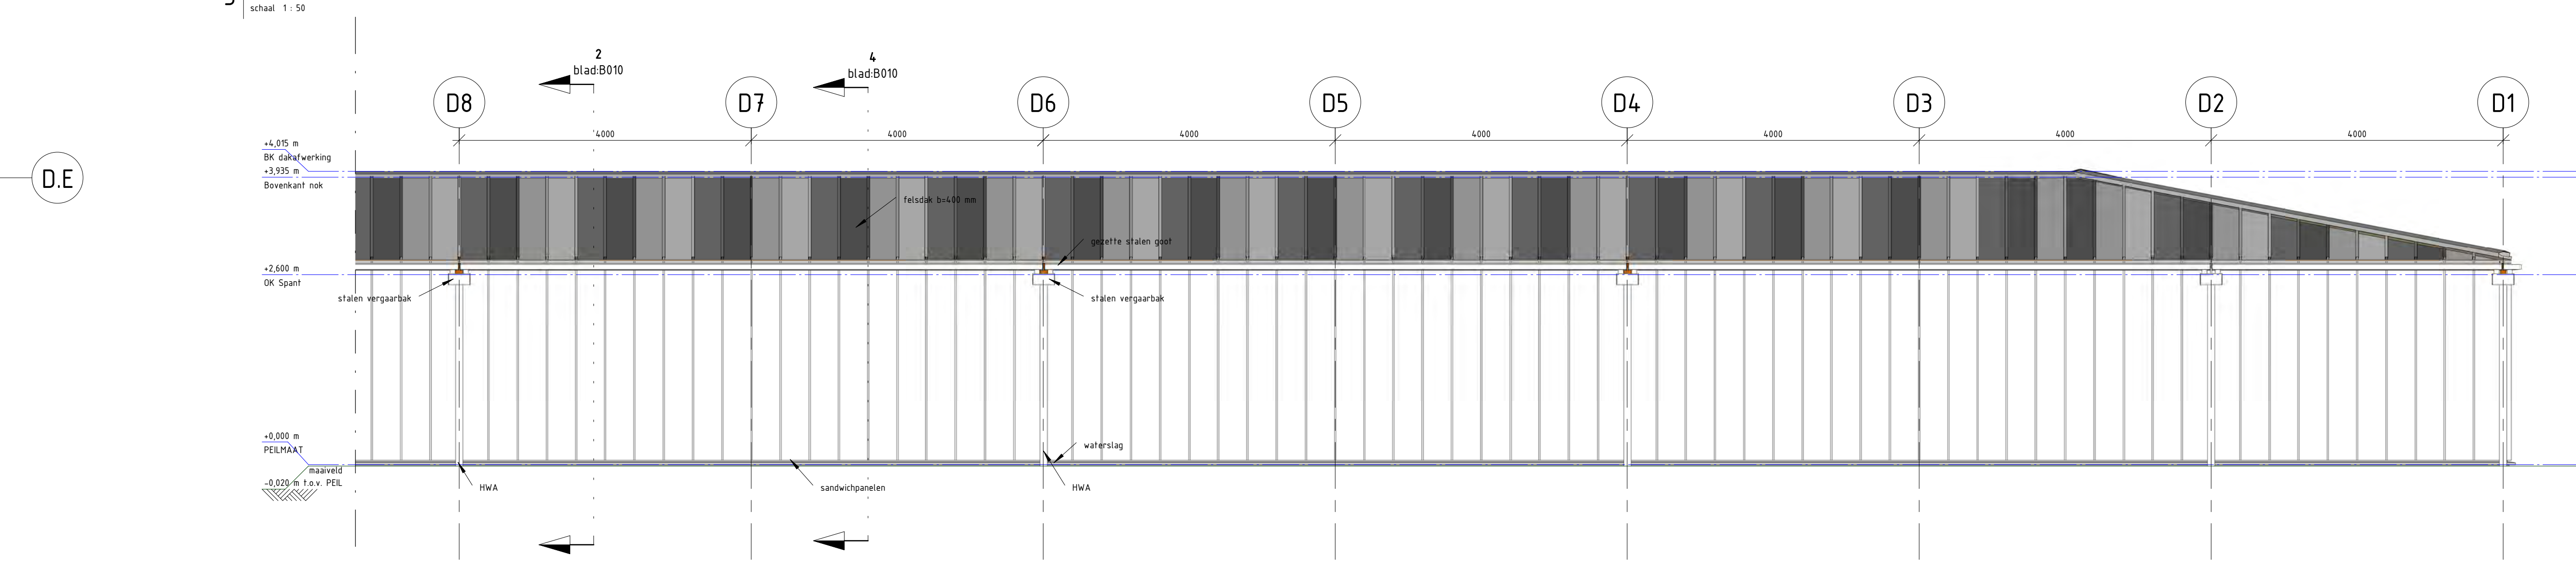 schaal 1 : 50
2
blad:B010
4
blad:B010
D8
D7
D6
D5
D4
D3
D2
D1
4000
4000
4000
4000
4000
4000
4000
D.E
+4,015 m
BK dakafwerking
+3,935 m
Bovenkant nok
felsdak b=400 mm
gezette stalen goot
+2,600 m
OK Spant
stalen vergaarbak
stalen vergaarbak
+0,000 m
PEILMAAT
waterslag
maaiveld
-0,020 m t.o.v. PEIL
HWA
sandwichpanelen
HWA